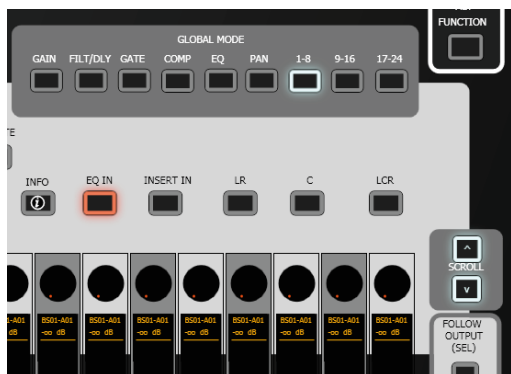 FUNCTION
GLOBAL MODE
GAIN FILT/DLY GATE COMP EQ PAN 1-8 9-16 17-24
INFO EQ IN INSERT IN LR C LCR
^
SCROLL
v
BS01-A01 BS01-A01 BS01-A01 BS01-A01 BS01-A01 BS01-A01 BS01-A01 BS01-A01
-oo dB -oo dB -oo dB -oo dB -oo dB -oo dB -oo dB -oo dB
FOLLOW
OUTPUT
(SEL)